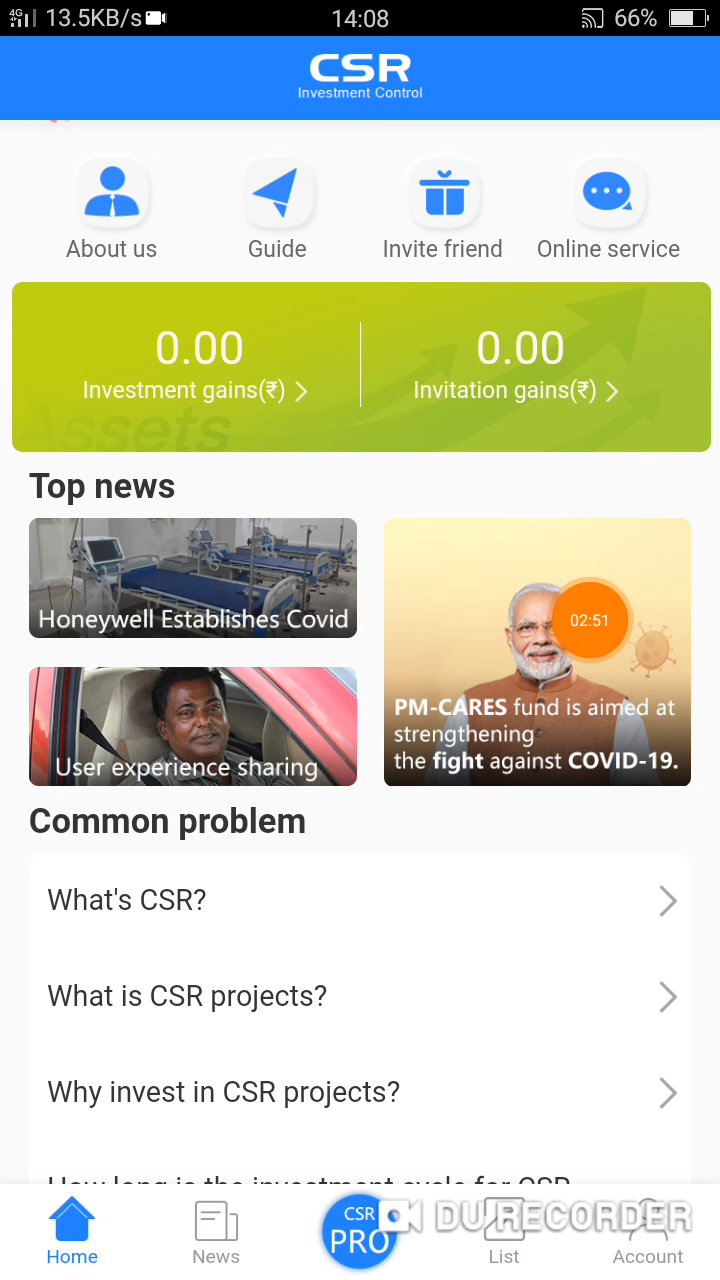 4G 13.5KB/s 14:08 66%
CSR
Investment Control
About us Guide Invite friend Online service
0.00 0.00
Investment gains(₹) Invitation gains(₹)
Assets
Top news
Honeywell Establishes Covid
User experience sharing
02:51
PM-CARES fund is aimed at
strengthening
the fight against COVID-19.
Common problem
What's CSR?
What is CSR projects?
Why invest in CSR projects?
How long is the investment cycle for CSR
CSR
PRO
DU RECORDER
Home News List Account